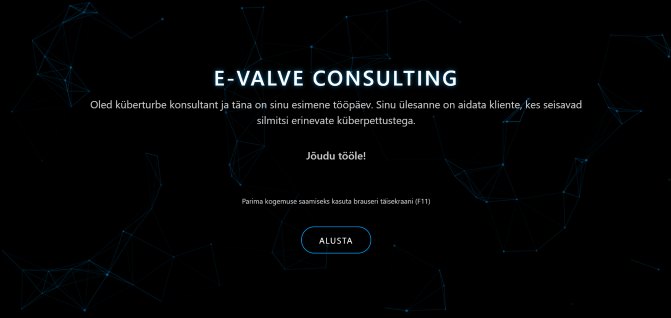 E-VALVE CONSULTING
Oled küberturbe konsultant ja täna on sinu esimene tööpäev. Sinu ülesanne on aidata kliente, kes seisavad
silmitsi erinevate küberpettustega.
Jõudu tööle!
Parima kogemuse saamiseks kasuta brauseri täisekraani (F11)
ALUSTA